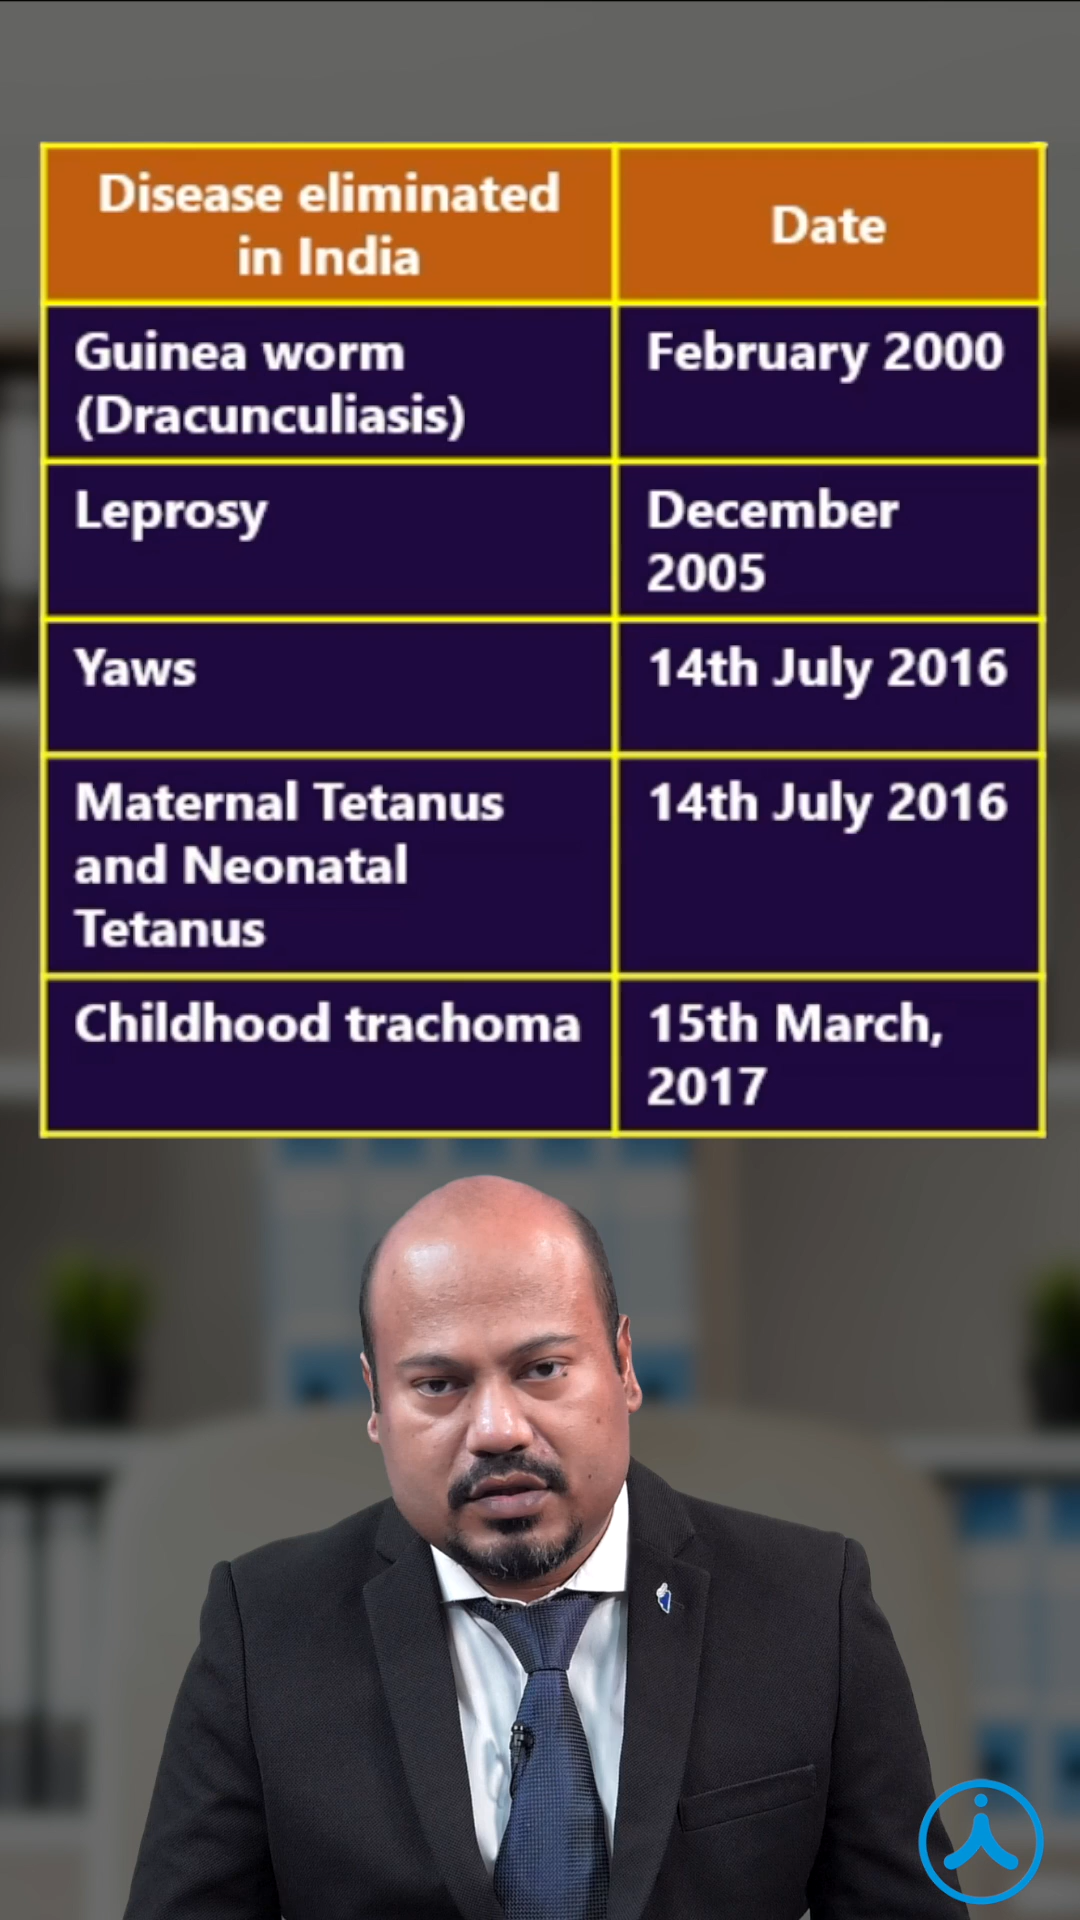 Disease eliminated
in India
Date
Guinea worm
(Dracunculiasis)
February 2000
Leprosy
December
2005
Yaws
14th July 2016
Maternal Tetanus
and Neonatal
Tetanus
14th July 2016
Childhood trachoma
15th March,
2017